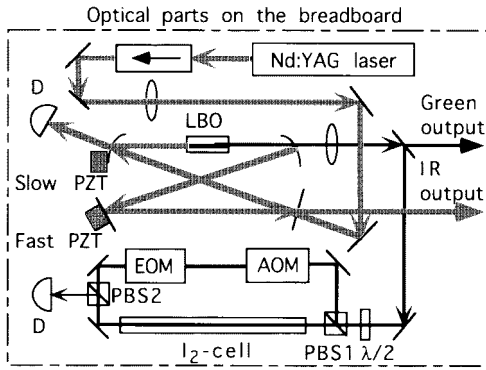 Optical parts on the breadboard
Nd:YAG laser
D
LBO
Green
output
Slow PZT
IR
output
Fast PZT
EOM
AOM
PBS2
D
I₂-cell
PBS1 λ/2